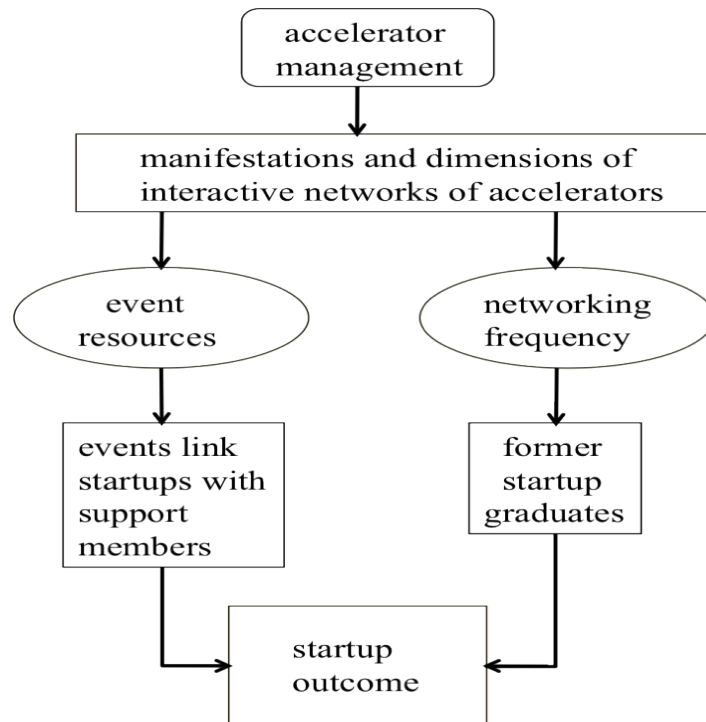 accelerator
management
manifestations and dimensions of
interactive networks of accelerators
event
resources
networking
frequency
events link
startups with
support
members
former
startup
graduates
startup
outcome